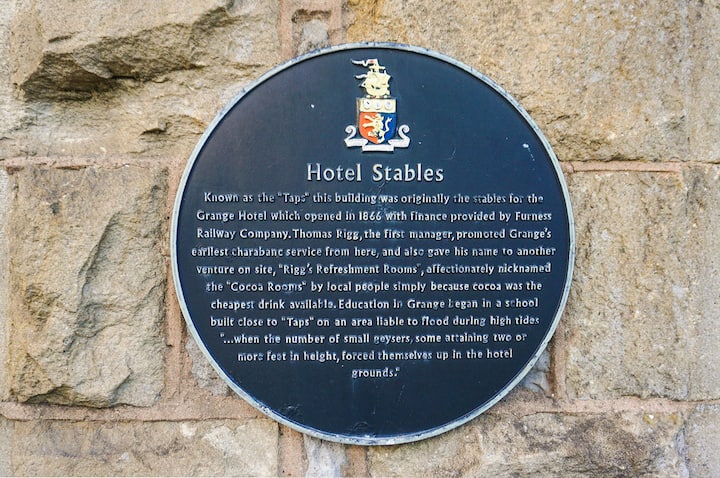 Hotel Stables
Known as the "Taps" this building was originally the stables for the
Grange Hotel which opened in 1866 with finance provided by Furness
Railway Company. Thomas Rigg, the first manager, promoted Grange's
earliest charabanc service from here, and also gave his name to another
venture on site, "Rigg's Refreshment Rooms", affectionately nicknamed
the "Cocoa Rooms" by local people simply because cocoa was the
cheapest drink available. Education in Grange began in a school
built close to "Taps" on an area liable to flood during high tides
"...when the number of small geysers, some attaining two or
more feet in height, forced themselves up in the hotel
grounds."